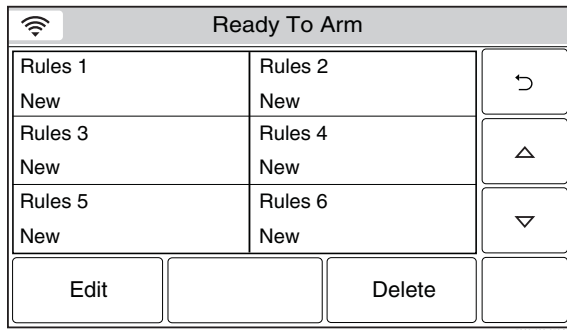 Ready To Arm
Rules 1
New
Rules 2
New
Rules 3
New
Rules 4
New
Rules 5
New
Rules 6
New
Edit
Delete